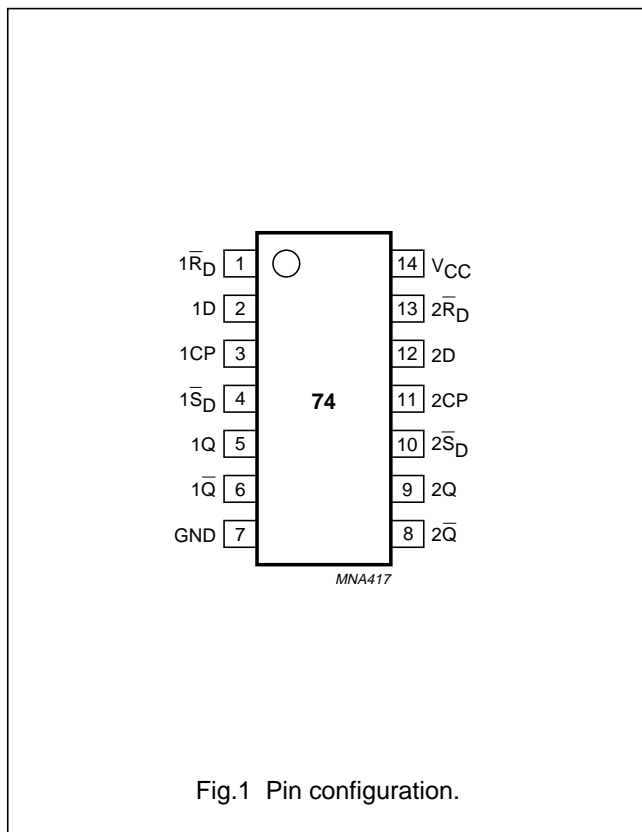 1R̅D 1 14 VCC
1D 2 13 2R̅D
1CP 3 12 2D
1S̅D 4 74 11 2CP
1Q 5 10 2S̅D
1Q̅ 6 9 2Q
GND 7 8 2Q̅
MNA417
Fig.1 Pin configuration.